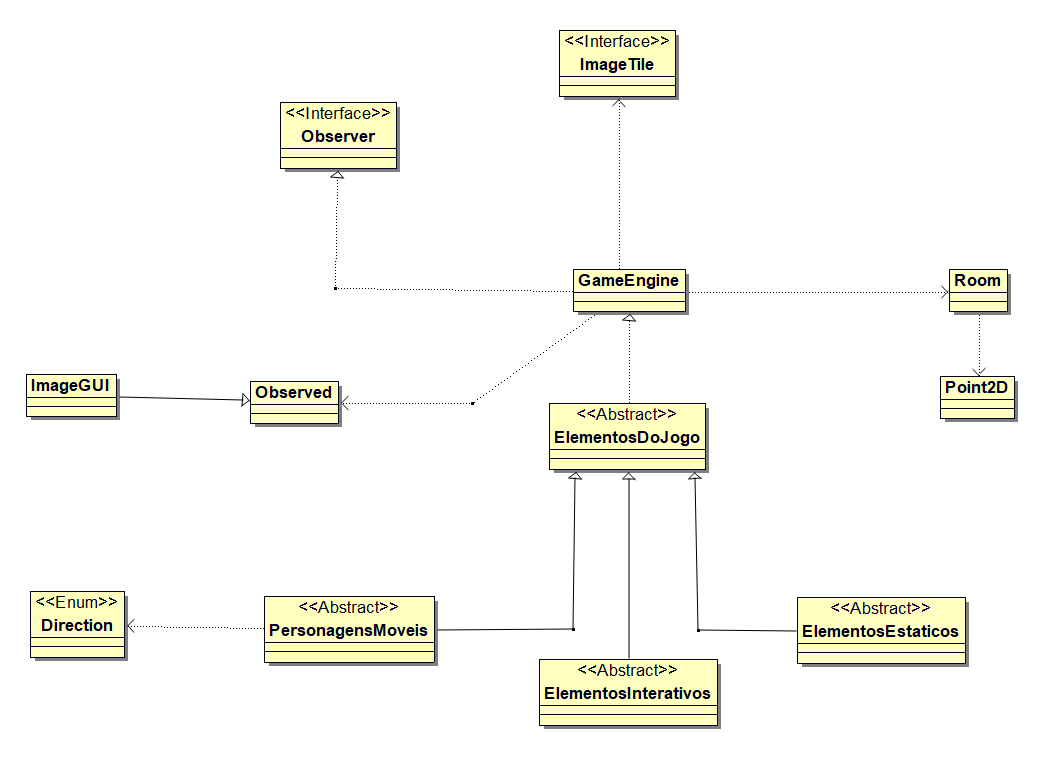 <<Interface>>
ImageTile
<<Interface>>
Observer
GameEngine
Room
ImageGUI
Observed
Point2D
<<Abstract>>
ElementosDoJogo
<<Enum>>
Direction
<<Abstract>>
PersonagensMoveis
<<Abstract>>
ElementosEstaticos
<<Abstract>>
ElementosInterativos